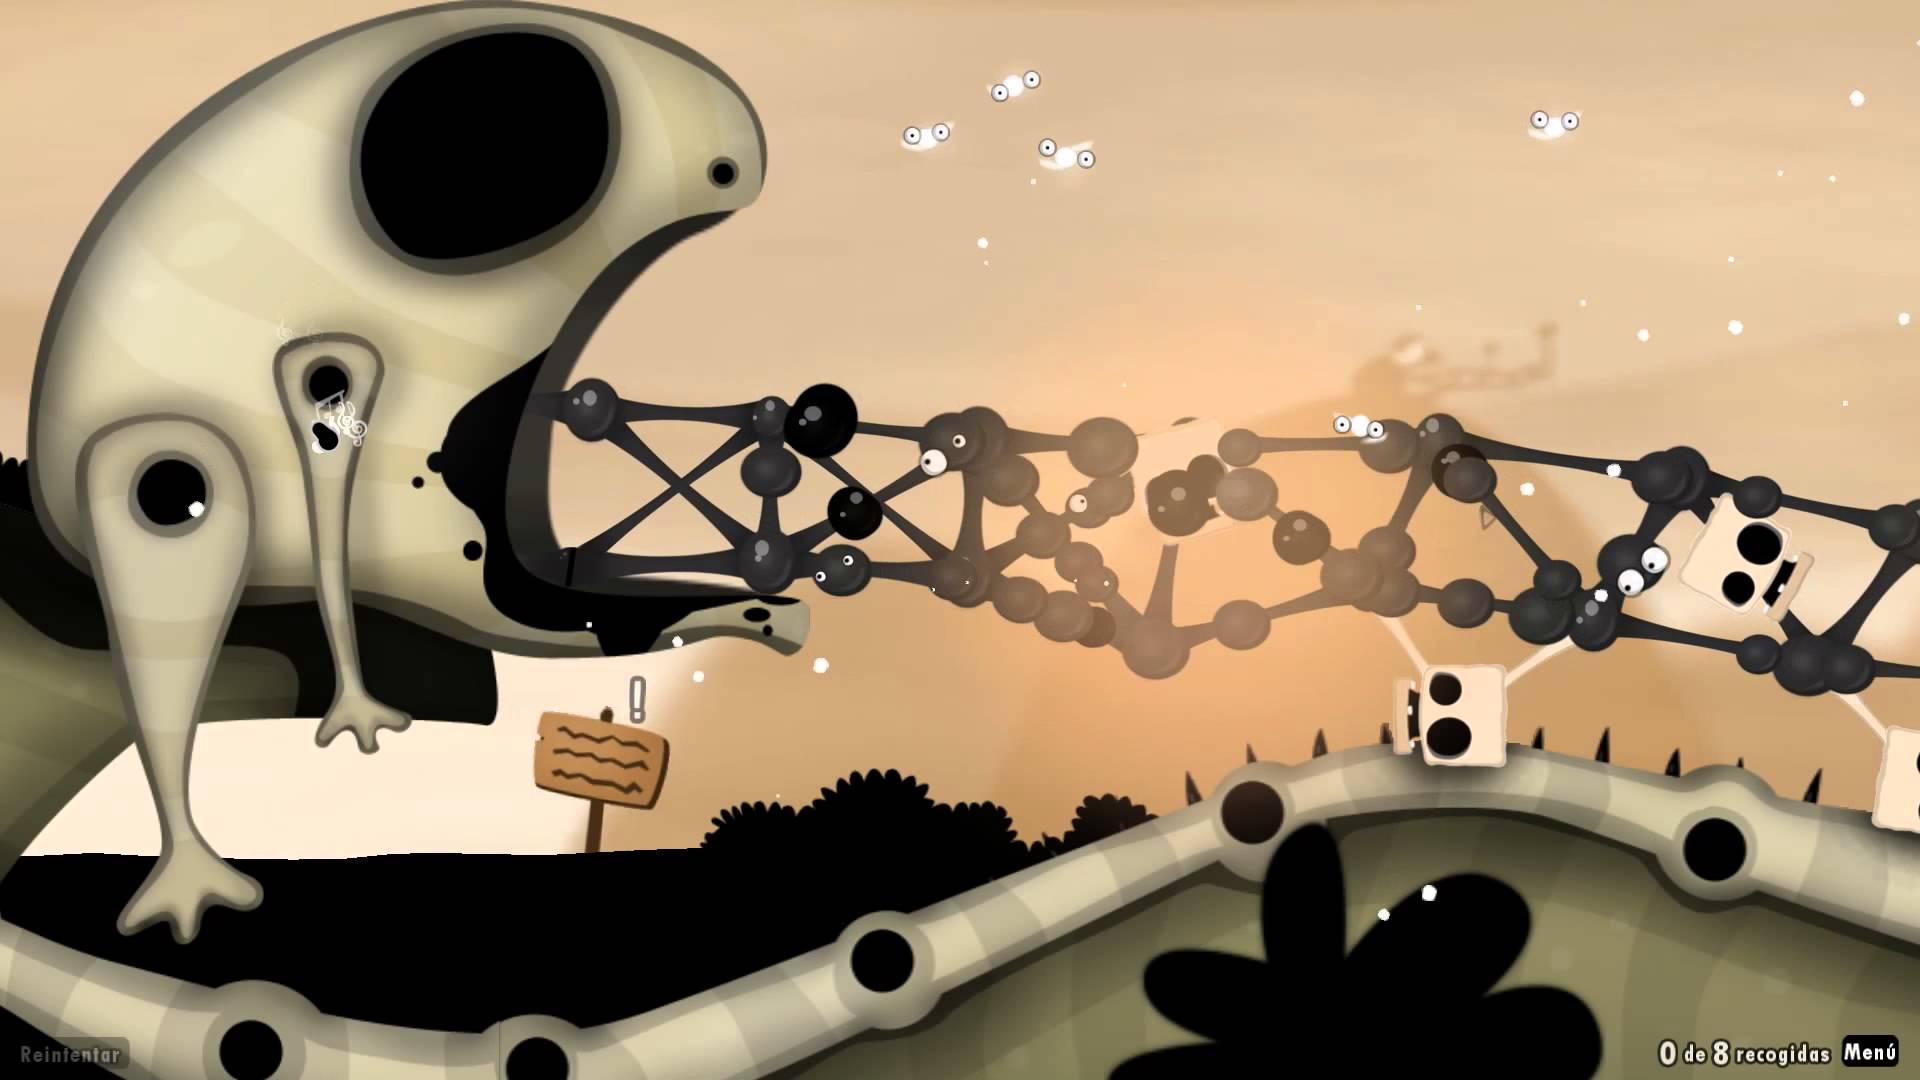 Reintentar
0 de 8 recogidas Menú